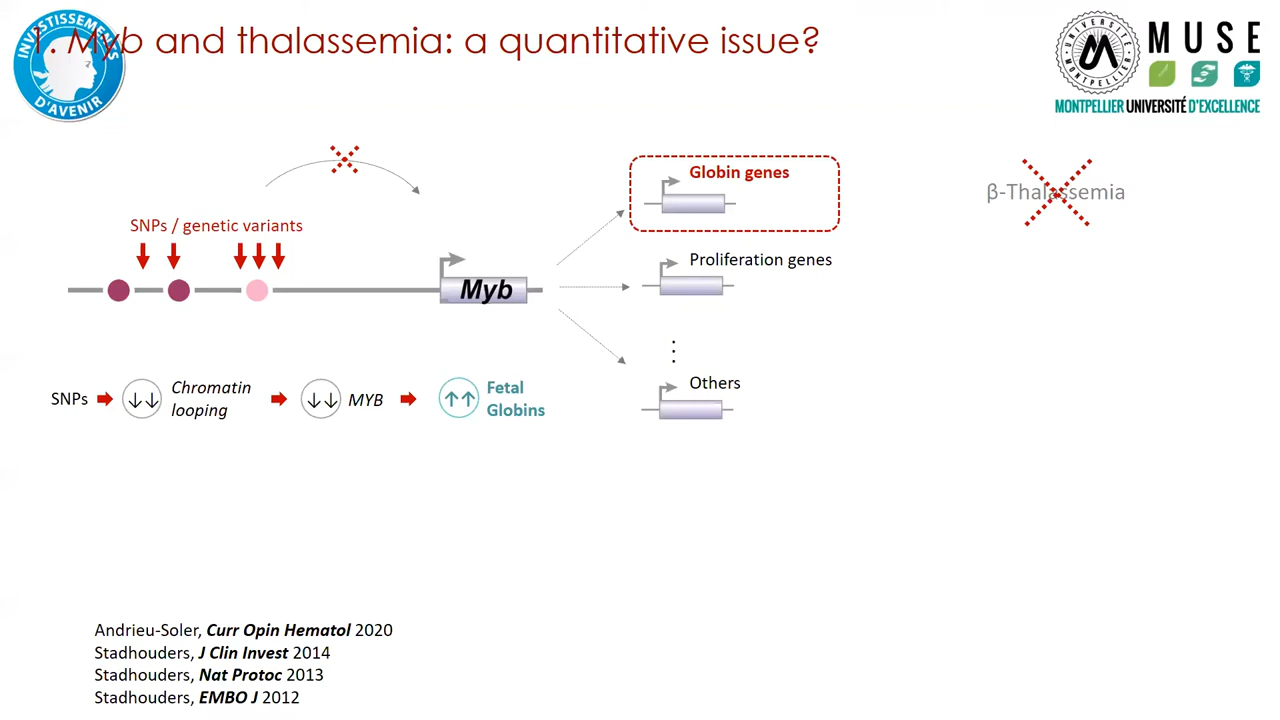 1. Myb and thalassemia: a quantitative issue?
INVESTISSEMENTS
D'AVENIR
UNIVERSITÉ
MONTPELLIER
MUSE
MONTPELLIER UNIVERSITÉ D'EXCELLENCE
Globin genes
β-Thalassemia
SNPs / genetic variants
Proliferation genes
Myb
Others
SNPs
Chromatin
looping
MYB
Fetal
Globins
Andrieu-Soler, Curr Opin Hematol 2020
Stadhouders, J Clin Invest 2014
Stadhouders, Nat Protoc 2013
Stadhouders, EMBO J 2012